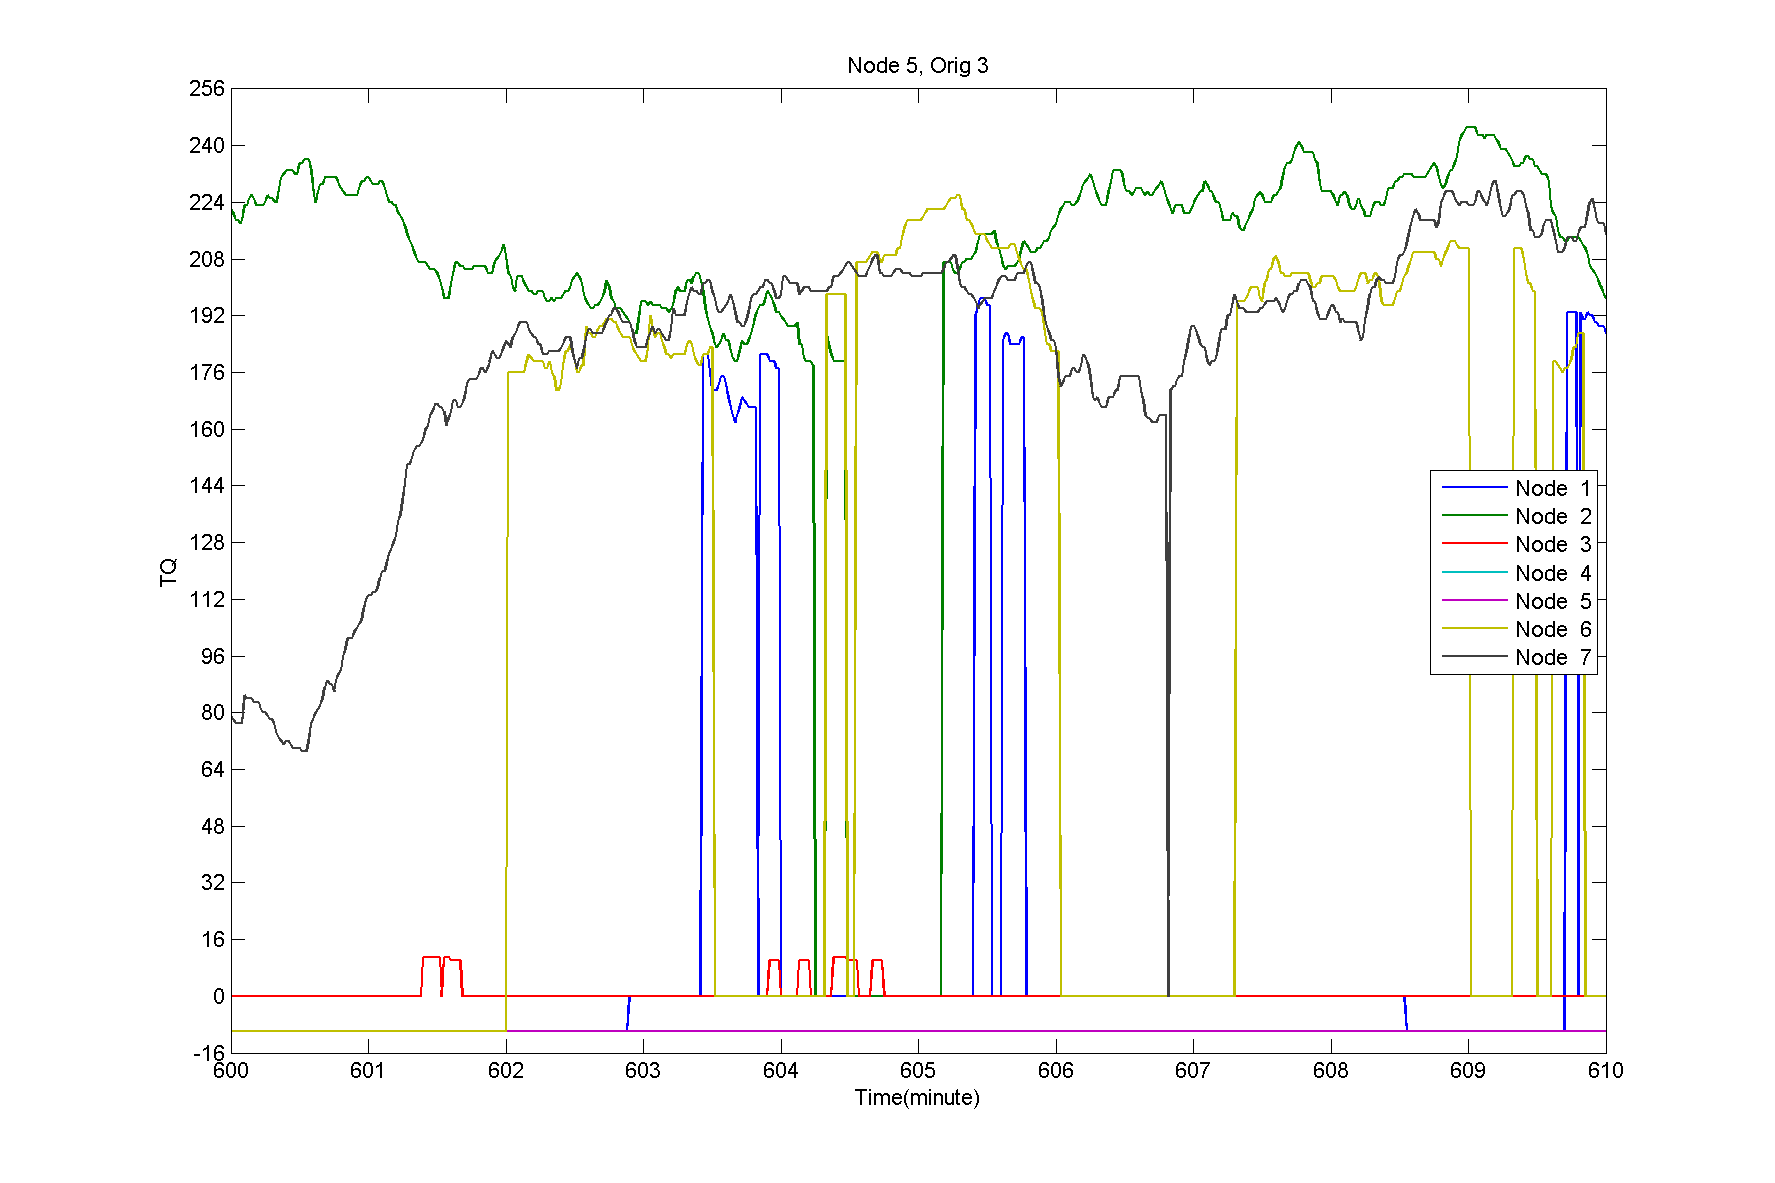 Node 5, Orig 3
256
240
224
208
192
176
160
144
128
112
96
80
64
48
32
16
0
-16
TQ
Node 1
Node 2
Node 3
Node 4
Node 5
Node 6
Node 7
600 601 602 603 604 605 606 607 608 609 610
Time(minute)